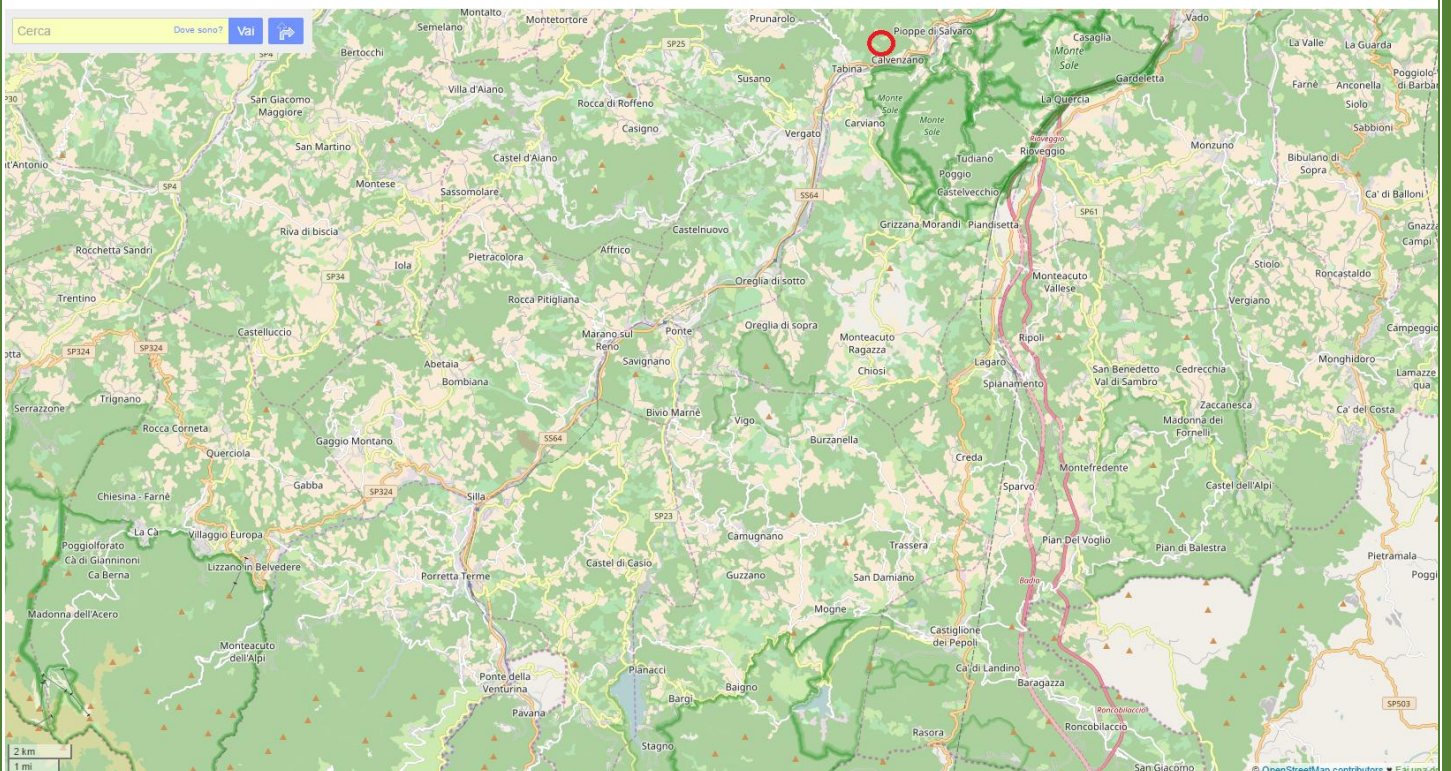 Cerca
Dove sono?
Vai
Montalto
Semelano
Montetortore
Prunarolo
Pioppe di Salvaro
Vado
Casaglia
La Valle
La Guarda
SP4
Bertocchi
SP25
Calvenzano
Monte
Sole
Tabina
Susano
Gardeletta
Farnè
Anconella
Poggiolo
di Barba
Villa d'Aiano
Rocca di Roffeno
San Giacomo
Maggiore
Monte
Sole
Monte
Sole
La Quercia
Siolo
Sabbioni
Casigno
Vergato
Carviano
Rioveggio
Rioveggio
Monzuno
San Martino
Castel d'Aiano
Tudiano
Poggio
Castelvecchio
Bibulano di
Sopra
SP4
Montese
Sassomolare
SS64
Ca' di Balloni
SP61
Castelnuovo
Grizzana Morandi
Piandisetta
Riva di biscia
Rocchetta Sandri
Affrico
Pietracolora
Iola
SP34
Oreglia di sotto
Monteacuto
Vallese
Stiolo
Roncastaldo
Campi
Trentino
Rocca Pitigliana
Vergiano
Castelluccio
Marano sul
Reno
Ponte
Oreglia di sopra
Monteacuto
Ragazza
Ripoli
Campeggio
SP324
SP324
Abetaia
Savignano
Lagaro
Chiosi
San Benedetto
Val di Sambro
Cedrecchia
Monghidoro
Lamazze
qua
Bombiana
Spianamento
Serrazzone
Trignano
Bivio Marnè
Vigo
Zaccanesca
Ca' del Costa
Rocca Corneta
Madonna dei
Fornelli
Gaggio Montano
SS64
Burzanella
Querciola
Creda
Montefredente
Gabba
SP324
Silla
Sparvo
Castel dell'Alpi
Chiesina - Farnè
SP23
La Cà
Villaggio Europa
Camugnano
Trassera
Pian Del Voglio
Pian di Balestra
Pietramala
Poggiolforato
Cà di Gianninoni
Ca Berna
Lizzano in Belvedere
Porretta Terme
Castel di Casio
Guzzano
San Damiano
Badia
Poggi
Madonna dell'Acero
Mogne
Castiglione
dei Pepoli
Monteacuto
dell'Alpi
Ponte della
Venturina
Pianacci
Bargi
Baigno
Ca' di Landino
Baragazza
Pavana
Roncobilaccio
SP503
Rasora
Roncobilaccio
Stagno
2 km
1 mi
San Giacomo
© OpenStreetMap contributors